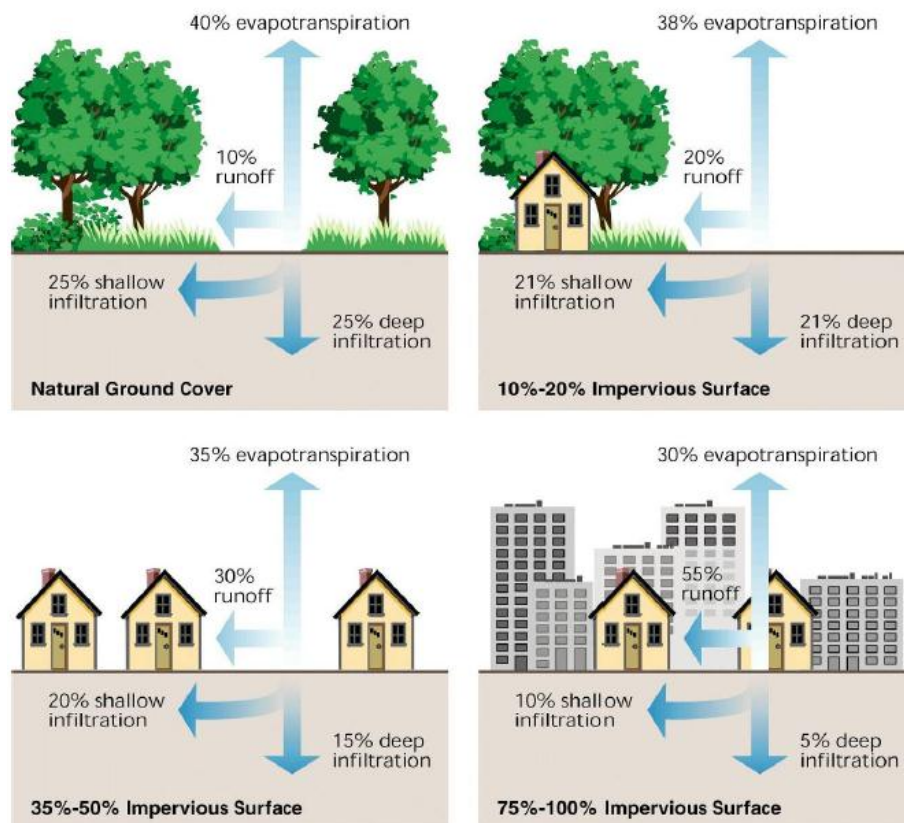 40% evapotranspiration
10%
runoff
25% shallow
infiltration
25% deep
infiltration
Natural Ground Cover
38% evapotranspiration
20%
runoff
21% shallow
infiltration
21% deep
infiltration
10%-20% Impervious Surface
35% evapotranspiration
30%
runoff
20% shallow
infiltration
15% deep
infiltration
35%-50% Impervious Surface
30% evapotranspiration
55%
runoff
10% shallow
infiltration
5% deep
infiltration
75%-100% Impervious Surface